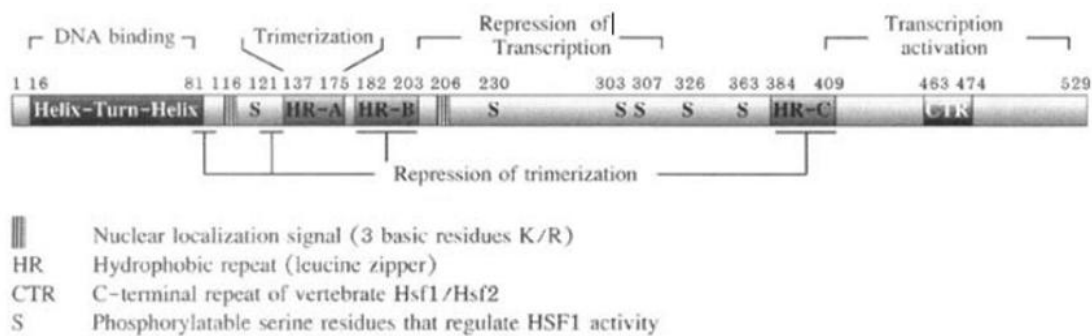 Repression of
DNA binding Trimerization Transcription Transcription activation
1 16 81 116 121 137 175 182 203 206 230 303 307 326 363 384 409 463 474 529
Helix-Turn-Helix S HR-A HR-B S S S S S HR-C CTR
Repression of trimerization
Nuclear localization signal (3 basic residues K/R)
HR Hydrophobic repeat (leucine zipper)
CTR C-terminal repeat of vertebrate Hsf1/Hsf2
S Phosphorylatable serine residues that regulate HSF1 activity